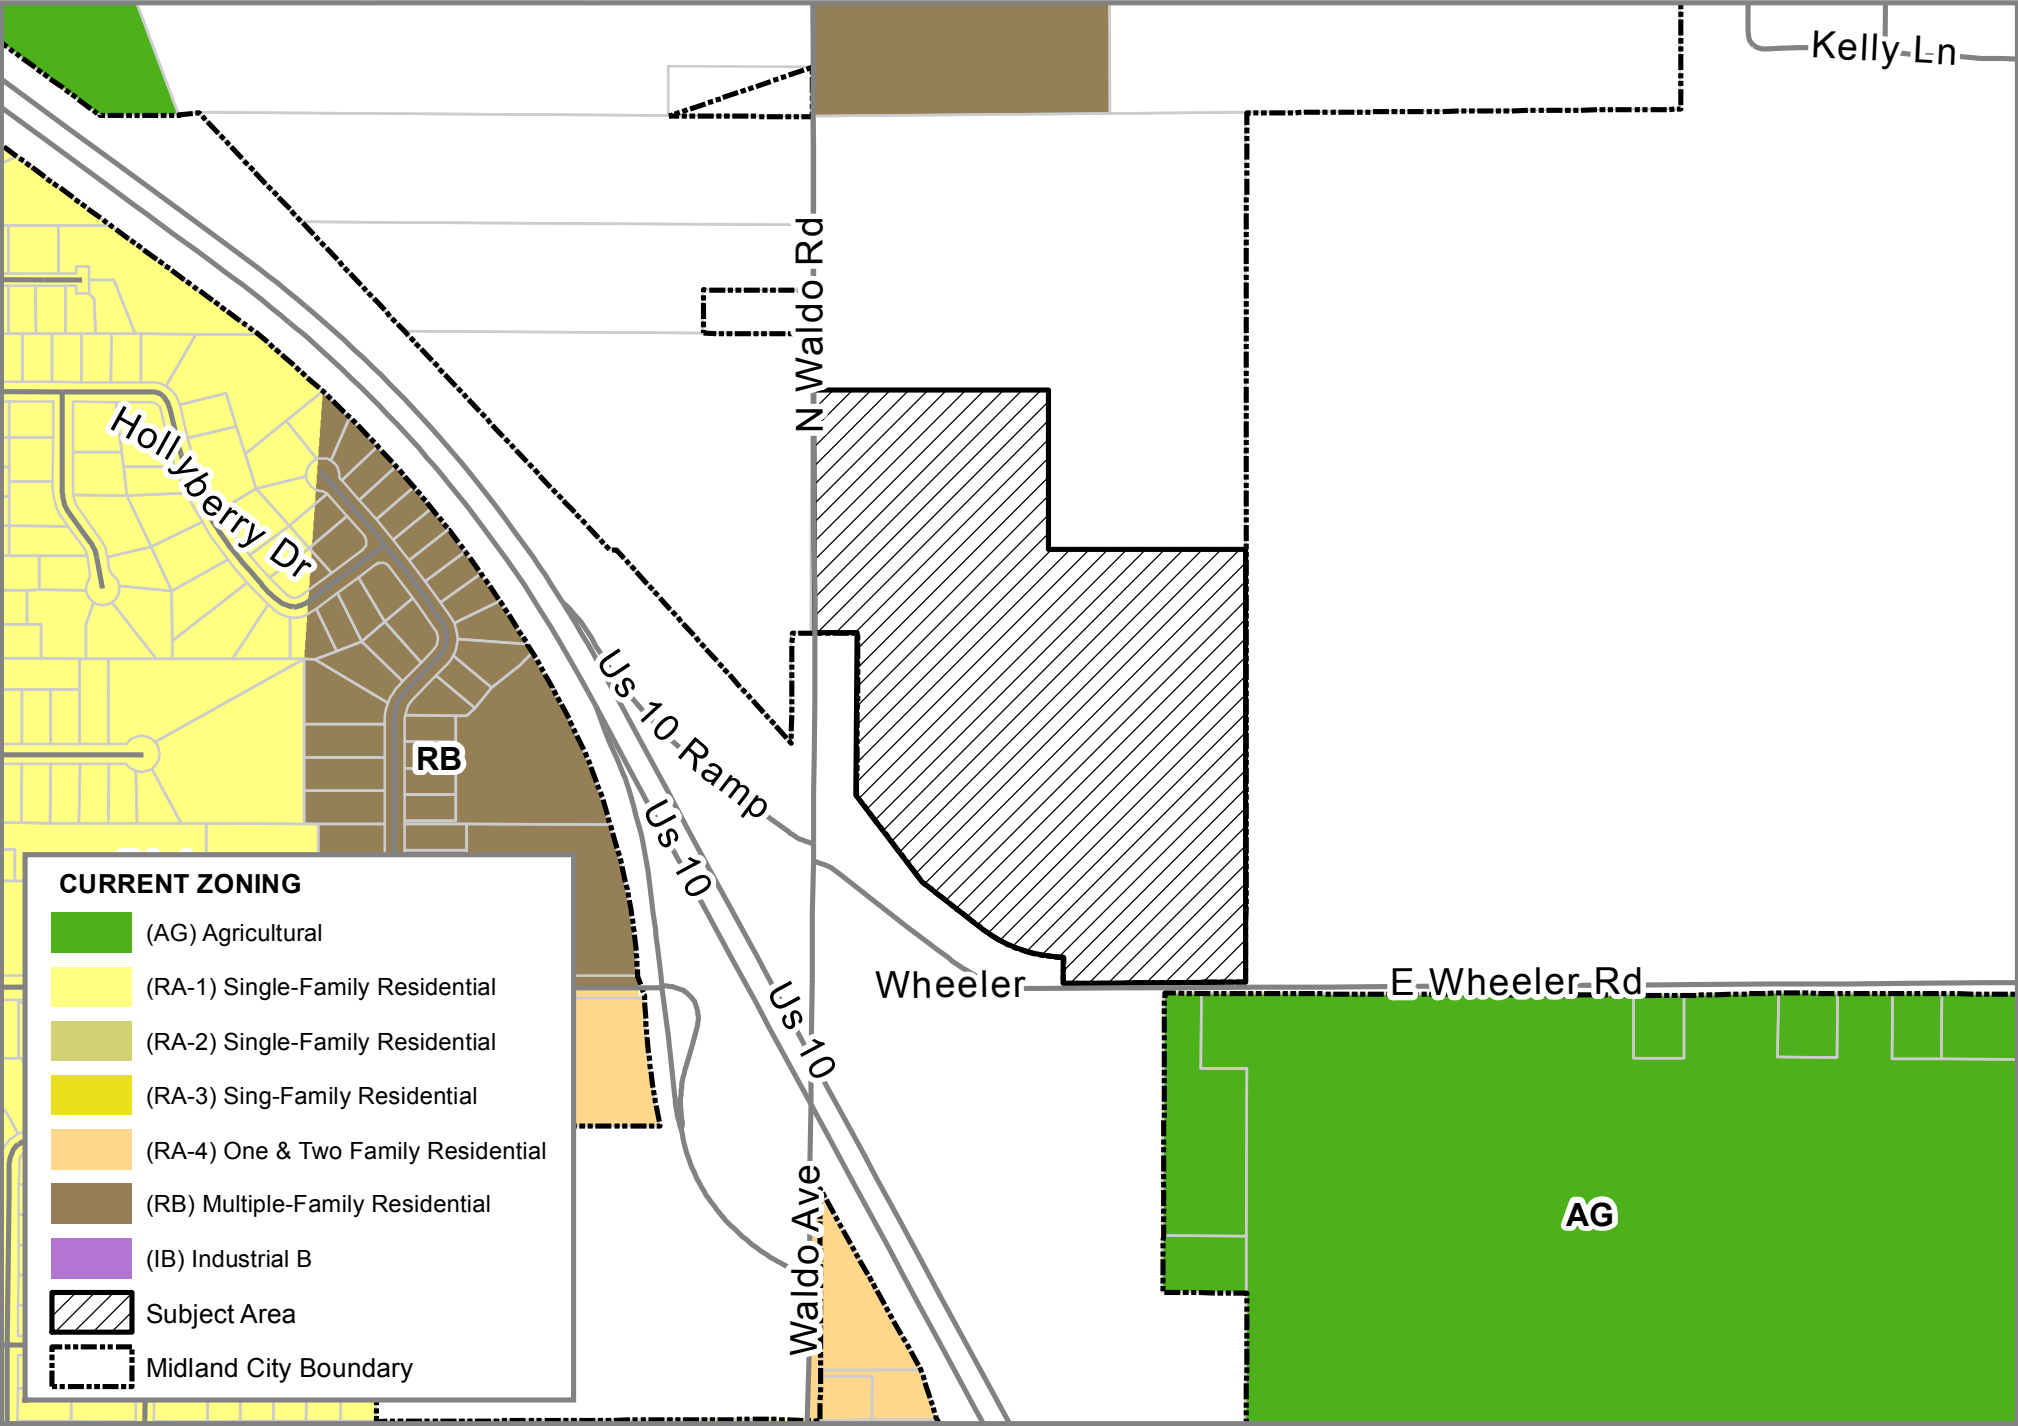 Kelly Ln
N Waldo Rd
Hollyberry Dr
Us 10 Ramp
RB
Us 10
Us 10
Wheeler
E Wheeler Rd
Waldo Ave
AG
CURRENT ZONING
(AG) Agricultural
(RA-1) Single-Family Residential
(RA-2) Single-Family Residential
(RA-3) Sing-Family Residential
(RA-4) One & Two Family Residential
(RB) Multiple-Family Residential
(IB) Industrial B
Subject Area
Midland City Boundary